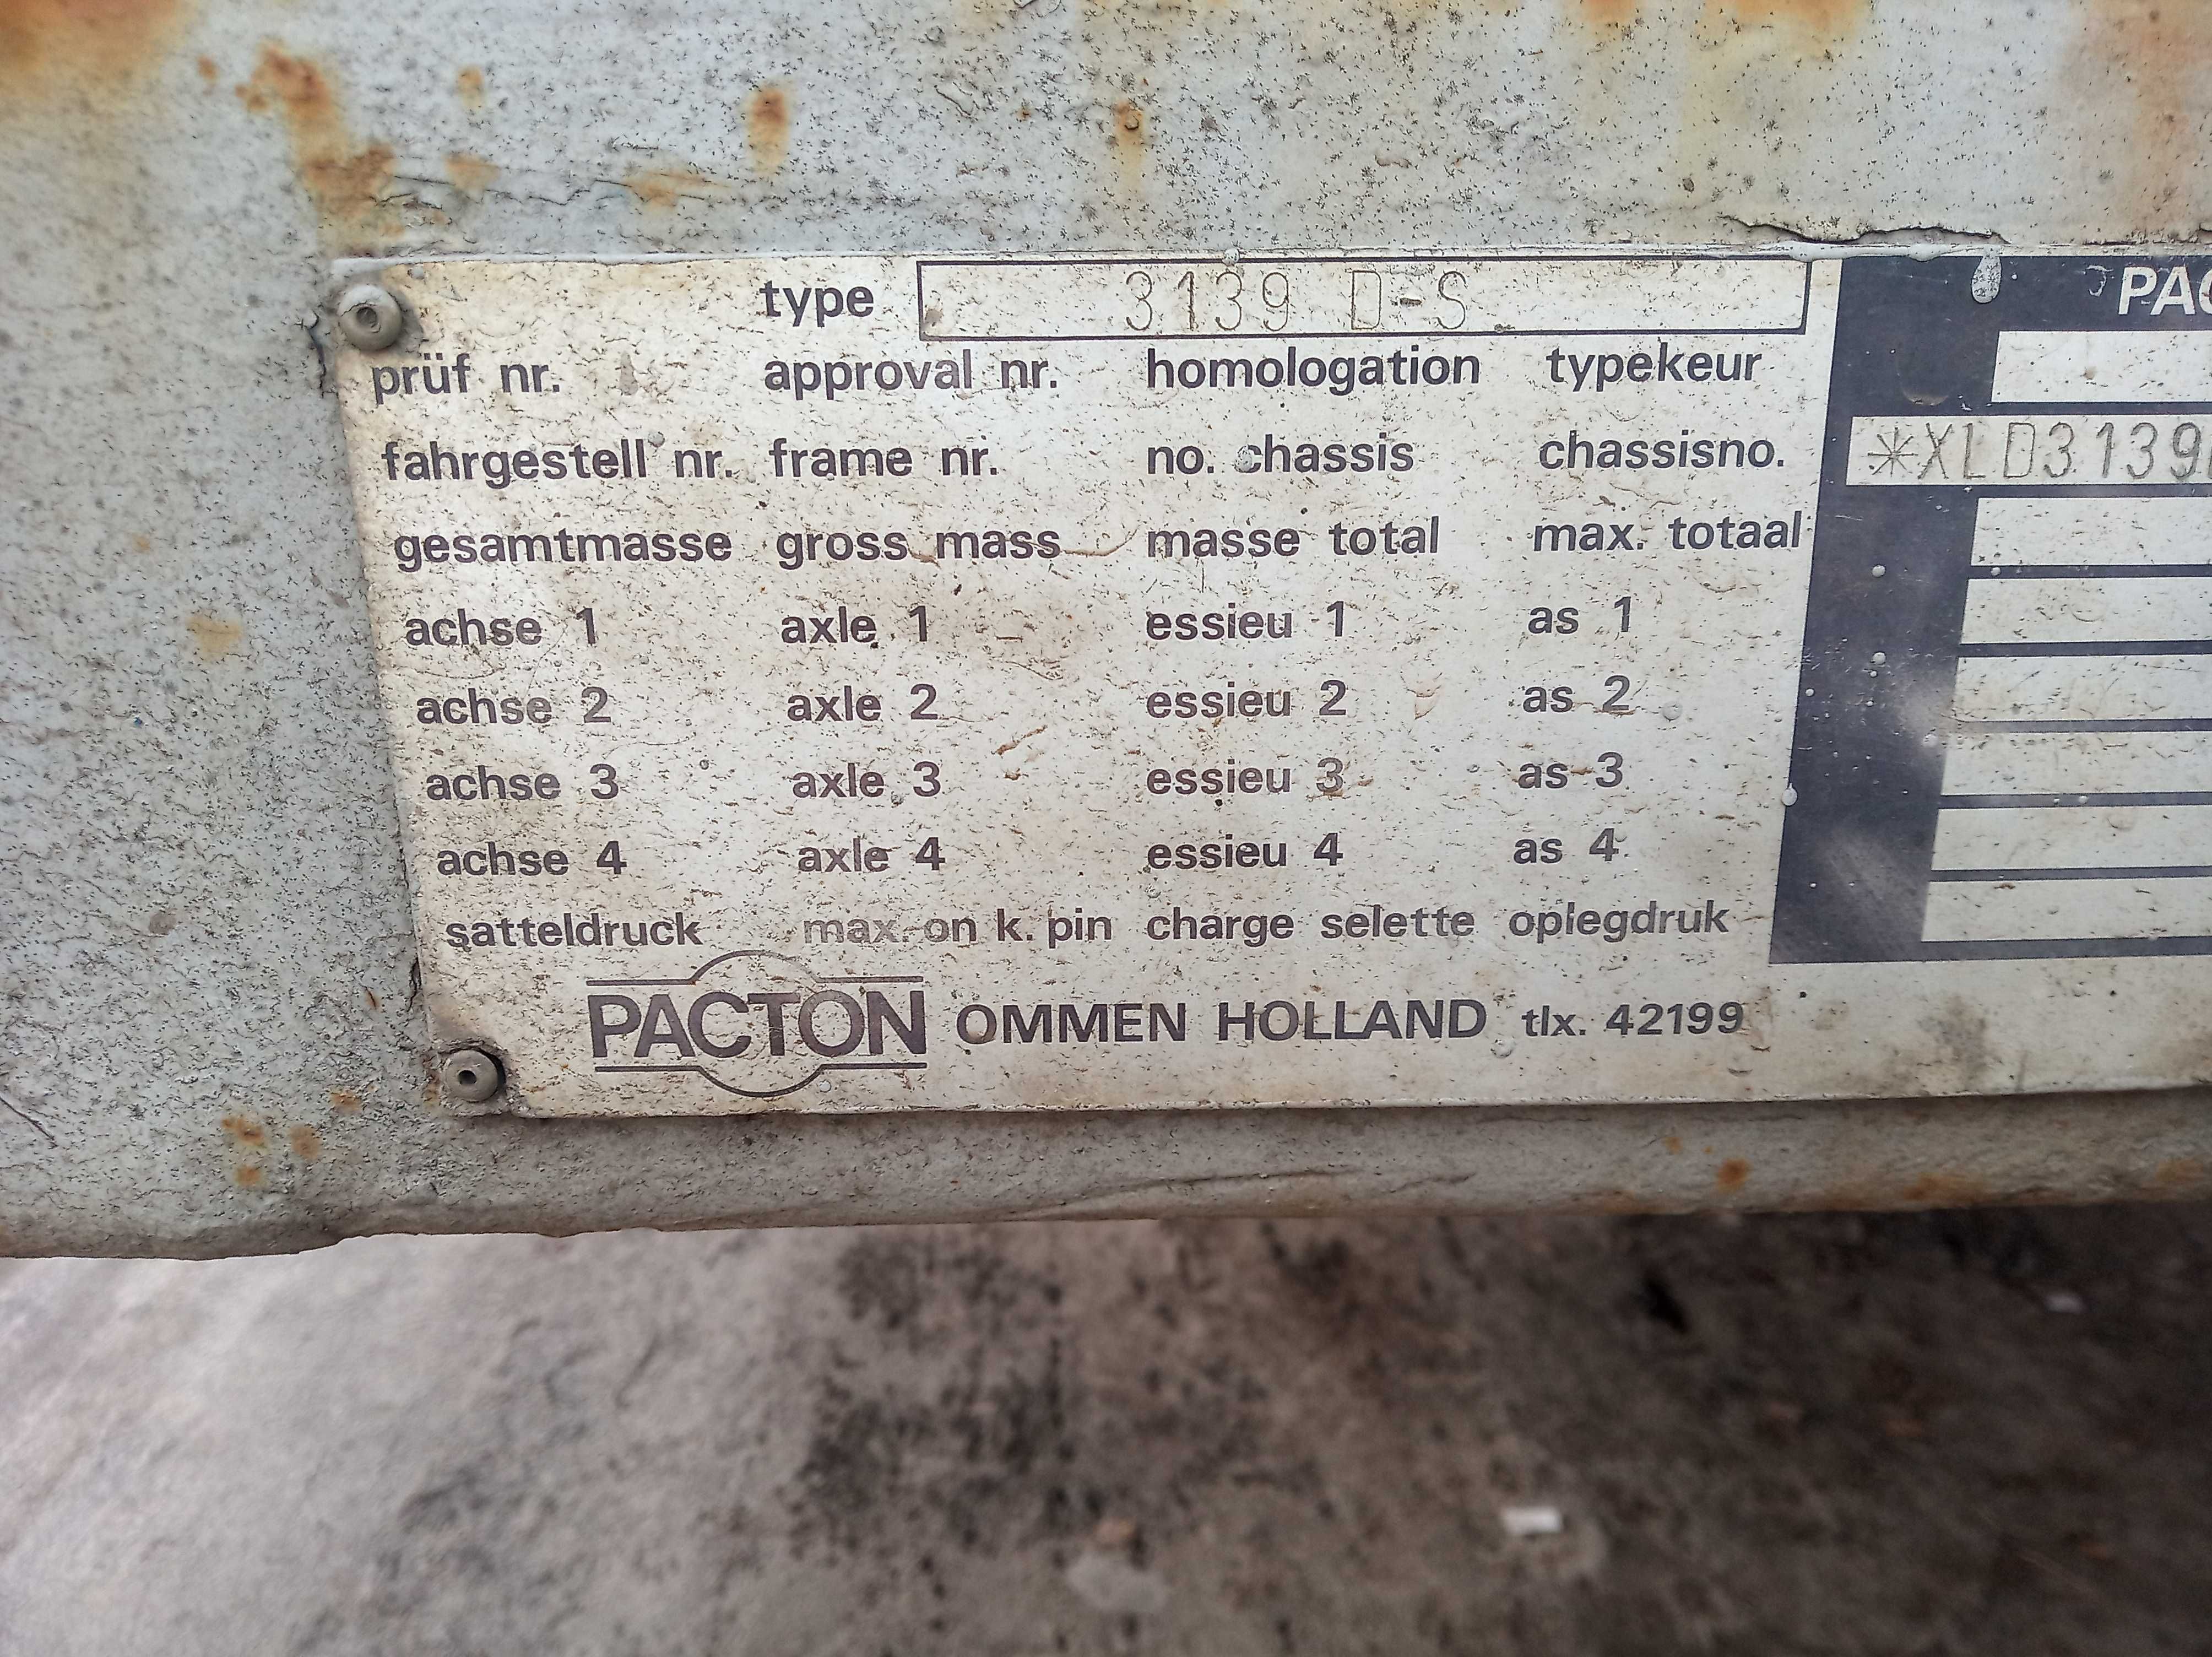 type 3139 D-S
PAC
prüf nr. approval nr. homologation typekeur
fahrgestell nr. frame nr. no. chassis chassisno. *XLD3139
gesamtmasse gross mass masse total max. totaal
achse 1 axle 1 essieu 1 as 1
achse 2 axle 2 essieu 2 as 2
achse 3 axle 3 essieu 3 as 3
achse 4 axle 4 essieu 4 as 4
satteldruck max. on k. pin charge selette oplegdruk
PACTON OMMEN HOLLAND tlx. 42199